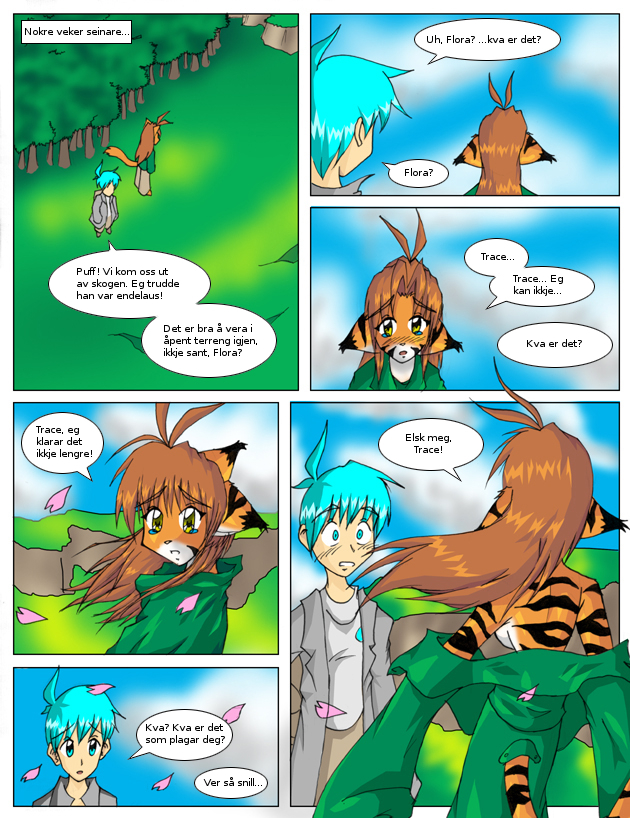 Nokre veker seinare...
Puff! Vi kom oss ut
av skogen. Eg trudde
han var endelaus!
Det er bra å vera i
åpent terreng igjen,
ikkje sant, Flora?
Uh, Flora? ...kva er det?
Flora?
Trace...
Trace... Eg
kan ikkje...
Kva er det?
Trace, eg
klarar det
ikkje lengre!
Kva? Kva er det
som plagar deg?
Ver så snill...
Elsk meg,
Trace!